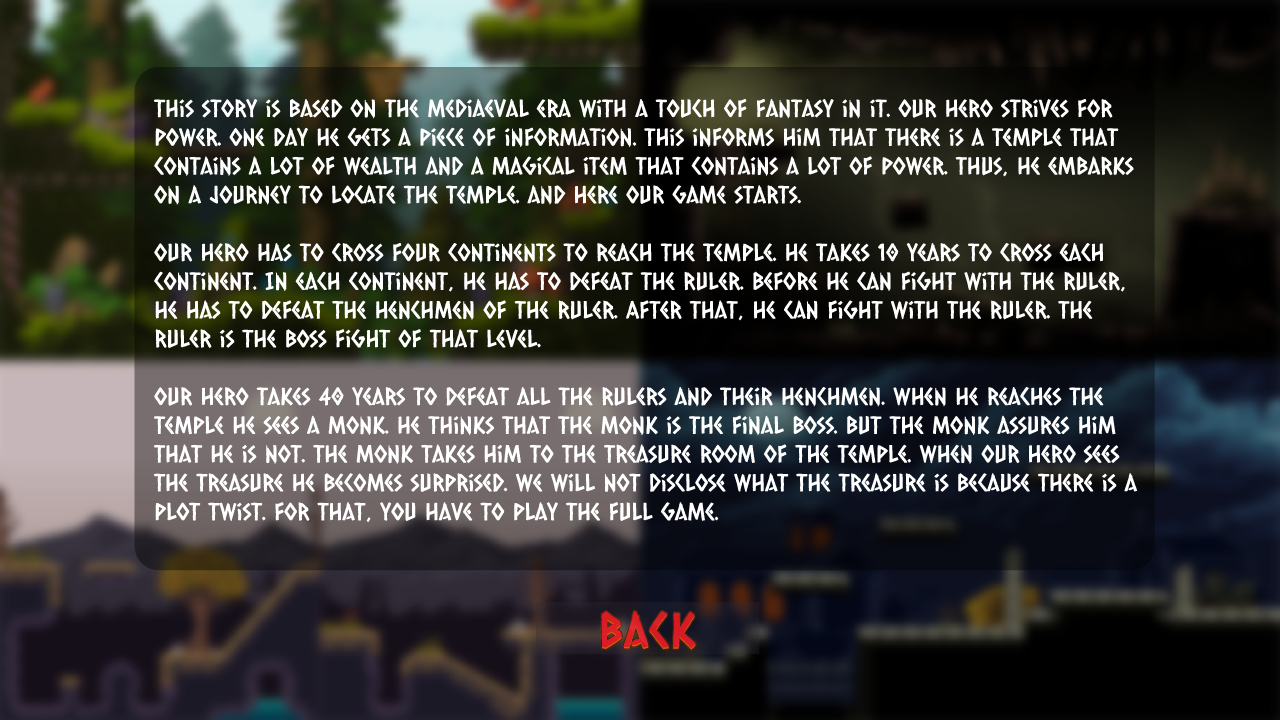 THIS STORY IS BASED ON THE MEDIAEVAL ERA WITH A TOUCH OF FANTASY IN IT. OUR HERO STRIVES FOR
POWER. ONE DAY HE GETS A PIECE OF INFORMATION. THIS INFORMS HIM THAT THERE IS A TEMPLE THAT
CONTAINS A LOT OF WEALTH AND A MAGICAL ITEM THAT CONTAINS A LOT OF POWER. THUS, HE EMBARKS
ON A JOURNEY TO LOCATE THE TEMPLE. AND HERE OUR GAME STARTS.
OUR HERO HAS TO CROSS FOUR CONTINENTS TO REACH THE TEMPLE. HE TAKES 10 YEARS TO CROSS EACH
CONTINENT. IN EACH CONTINENT, HE HAS TO DEFEAT THE RULER. BEFORE HE CAN FIGHT WITH THE RULER,
HE HAS TO DEFEAT THE HENCHMEN OF THE RULER. AFTER THAT, HE CAN FIGHT WITH THE RULER. THE
RULER IS THE BOSS FIGHT OF THAT LEVEL.
OUR HERO TAKES 40 YEARS TO DEFEAT ALL THE RULERS AND THEIR HENCHMEN. WHEN HE REACHES THE
TEMPLE HE SEES A MONK. HE THINKS THAT THE MONK IS THE FINAL BOSS. BUT THE MONK ASSURES HIM
THAT HE IS NOT. THE MONK TAKES HIM TO THE TREASURE ROOM OF THE TEMPLE. WHEN OUR HERO SEES
THE TREASURE HE BECOMES SURPRISED. WE WILL NOT DISCLOSE WHAT THE TREASURE IS BECAUSE THERE IS A
PLOT TWIST. FOR THAT, YOU HAVE TO PLAY THE FULL GAME.
BACK